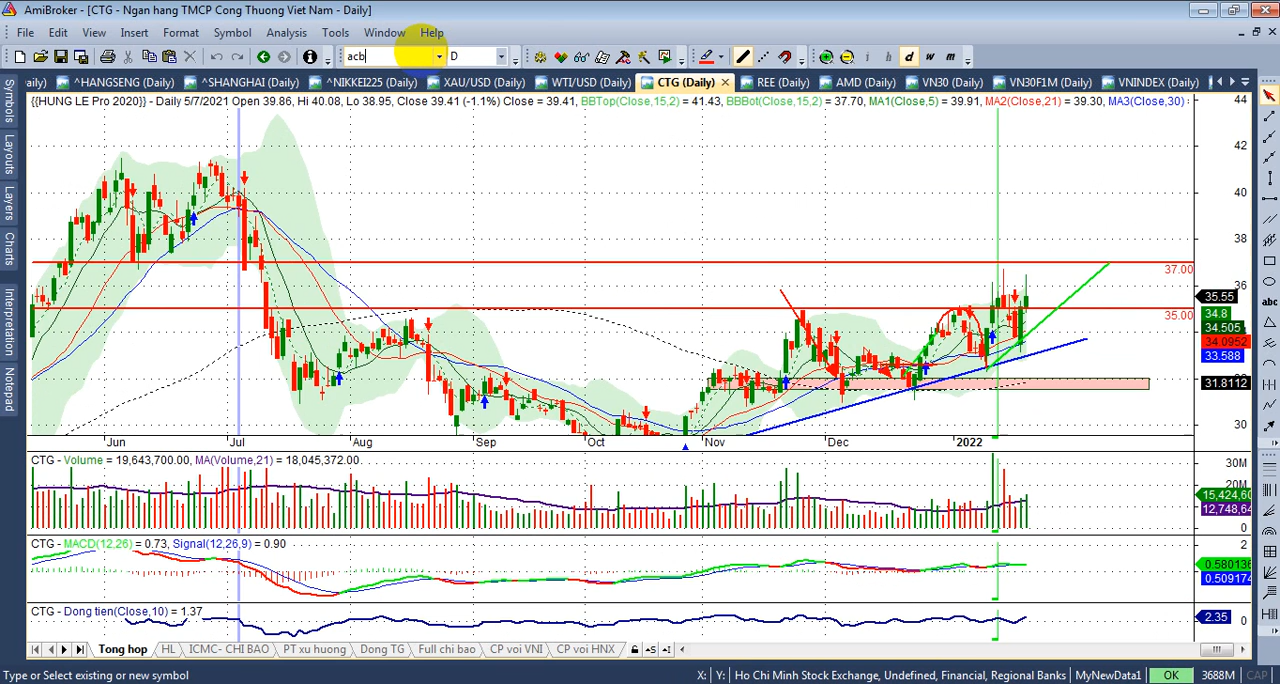 AmiBroker - [CTG - Ngan hang TMCP Cong Thuong Viet Nam - Daily]
File Edit View Insert Format Symbol Analysis Tools Window Help
acb D d w m
aily) ^HANGSENG (Daily) ^SHANGHAI (Daily) ^NIKKEI225 (Daily) XAU/USD (Daily) WTI/USD (Daily) CTG (Daily) REE (Daily) AMD (Daily) VN30 (Daily) VN30F1M (Daily) VNINDEX (Daily)
{{HUNG LE Pro 2020}} - Daily 5/7/2021 Open 39.86, Hi 40.08, Lo 38.95, Close 39.41 (-1.1%) Close = 39.41, BBTop(Close,15,2) = 41.43, BBBot(Close,15,2) = 37.70, MA1(Close,5) = 39.91, MA2(Close,21) = 39.30, MA3(Close,30) =
Symbols
Layouts
Layers
Charts
Interpretation
Notepad
44
42
40
38
37.00
36
35.55
35.00
34.8
34.505
34.0952
33.588
31.8112
30
Jun Jul Aug Sep Oct Nov Dec 2022
abc
CTG - Volume = 19,643,700.00, MA(Volume,21) = 18,045,372.00
30M
20M
15,424,60
12,748,64
0
CTG - MACD(12,26) = 0.73, Signal(12,26,9) = 0.90
2
0.580136
0.509174
CTG - Dong tien(Close,10) = 1.37
2.35
0
Tong hop HL ICMC- CHI BAO PT xu huong Dong TG Full chi bao CP voi VNI CP voi HNX
Type or Select existing or new symbol X: Y: Ho Chi Minh Stock Exchange, Undefined, Financial, Regional Banks MyNewData1 OK 3688M CAP